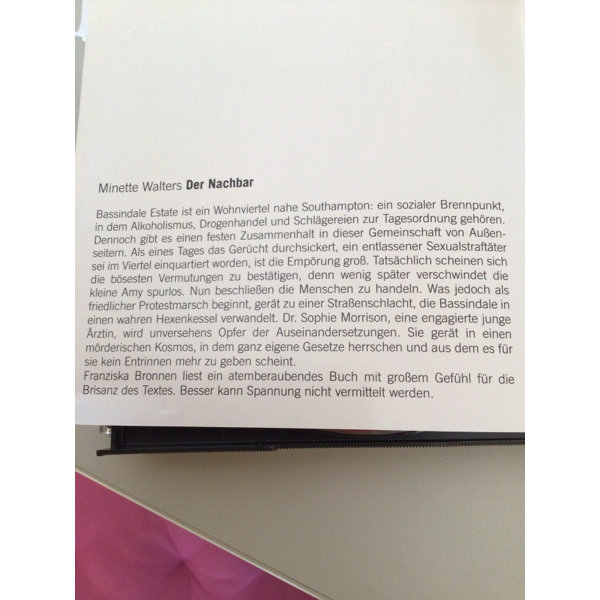 Minette Walters Der Nachbar
Bassindale Estate ist ein Wohnviertel nahe Southampton: ein sozialer Brennpunkt,
in dem Alkoholismus, Drogenhandel und Schlägereien zur Tagesordnung gehören.
Dennoch gibt es einen festen Zusammenhalt in dieser Gemeinschaft von Außen-
seitern. Als eines Tages das Gerücht durchsickert, ein entlassener Sexualstraftäter
sei im Viertel einquartiert worden, ist die Empörung groß. Tatsächlich scheinen sich
die bösesten Vermutungen zu bestätigen, denn wenig später verschwindet die
kleine Amy spurlos. Nun beschließen die Menschen zu handeln. Was jedoch als
friedlicher Protestmarsch beginnt, gerät zu einer Straßenschlacht, die Bassindale in
einen wahren Hexenkessel verwandelt. Dr. Sophie Morrison, eine engagierte junge
Ärztin, wird unversehens Opfer der Auseinandersetzungen. Sie gerät in einen
mörderischen Kosmos, in dem ganz eigene Gesetze herrschen und aus dem es für
sie kein Entrinnen mehr zu geben scheint.
Franziska Bronnen liest ein atemberaubendes Buch mit großem Gefühl für die
Brisanz des Textes. Besser kann Spannung nicht vermittelt werden.